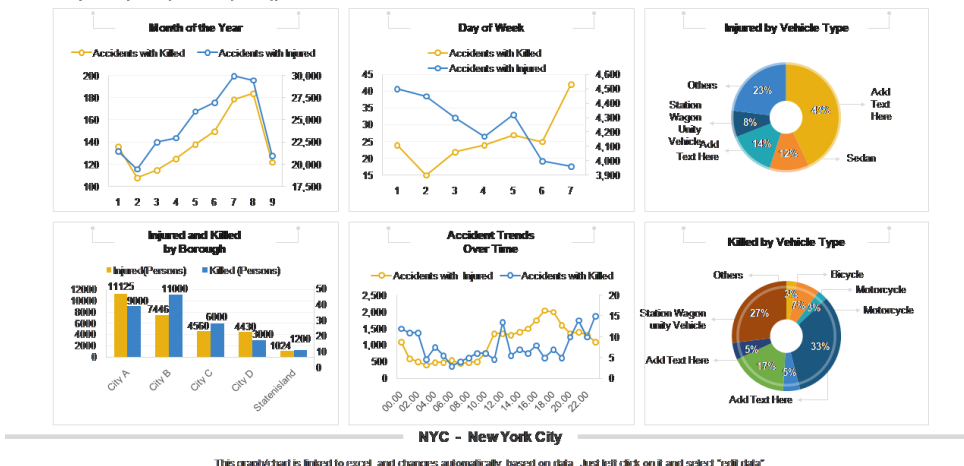 Month of the Year
Accidents with Killed
Accidents with Injured
200
180
160
140
120
100
30,000
27,500
25,000
22,500
20,000
17,500
1 2 3 4 5 6 7 8 9
Day of Week
Accidents with Killed
Accidents with Injured
45
40
35
30
25
20
15
4,600
4,500
4,400
4,300
4,200
4,100
4,000
3,900
1 2 3 4 5 6 7
Injured by Vehicle Type
Others
Station
Wagon
Unity
Vehicle
Add
Text Here
Add
Text
Here
Sedan
23%
8%
14%
12%
Injured and Killed
by Borough
Injured(Persons)
Killed (Persons)
12000
10000
8000
6000
4000
2000
0
11125
9000
7446
11000
4560
6000
4430
3000
1024
1200
50
40
30
20
10
0
City A
City B
City C
City D
Statenisland
Accident Trends
Over Time
Accidents with Injured
Accidents with Killed
2,500
2,000
1,500
1,000
500
0
20
15
10
5
0
00.00 02.00 04.00 06.00 08.00 10.00 12.00 14.00 16.00 18.00 20.00 22.00
Killed by Vehicle Type
Others
Bicycle
Motorcycle
Motorcycle
Station Wagon
unity Vehicle
Add Text Here
Add Text Here
3%
7%
33%
5%
17%
5%
27%
NYC - New York City
This graph/chart is linked to excel, and changes automatically based on data. Just left click on it and select "edit data"